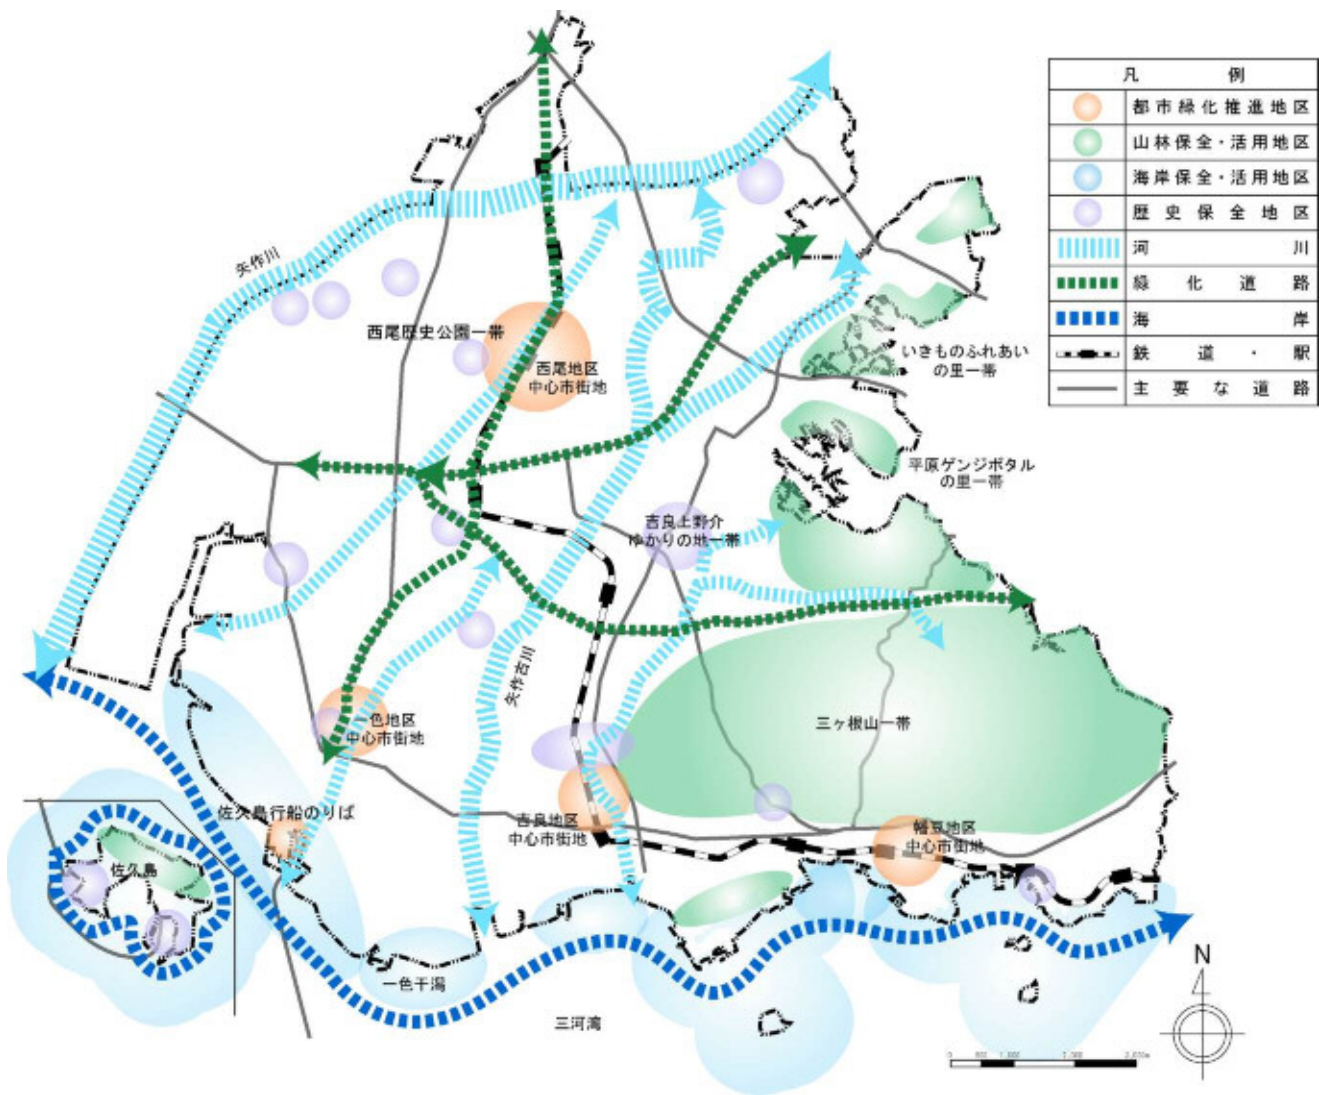 凡例
都市緑化推進地区
山林保全・活用地区
海岸保全・活用地区
歴史保全地区
河川
緑化道路
海岸
鉄道・駅
主要な道路
矢作川
西尾歴史公園一帯
西尾地区
中心市街地
いきものふれあい
の里一帯
平原ゲンジボタル
の里一帯
吉良上野介
ゆかりの地一帯
矢作古川
一色地区
中心市街地
三ヶ根山一帯
佐久島行船のりば
吉良地区
中心市街地
幡豆地区
中心市街地
佐久島
一色干潟
三河湾
N
0 500 1,000 2,000m